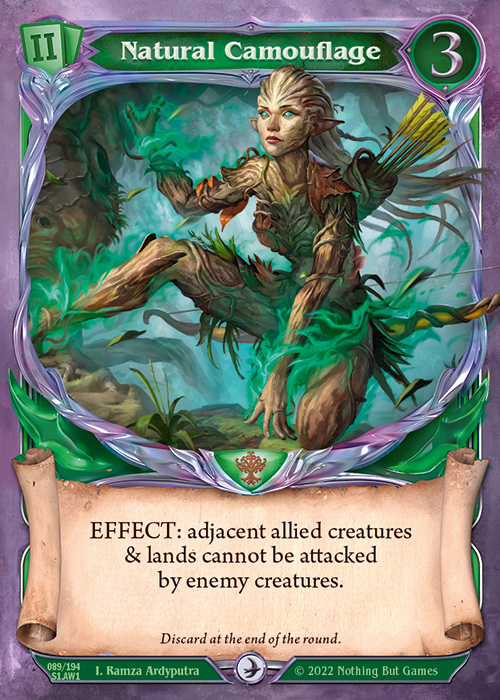 II
Natural Camouflage
3
EFFECT: adjacent allied creatures
& lands cannot be attacked
by enemy creatures.
Discard at the end of the round.
089/194
S1.AW1
I. Ramza Ardyputra
© 2022 Nothing But Games